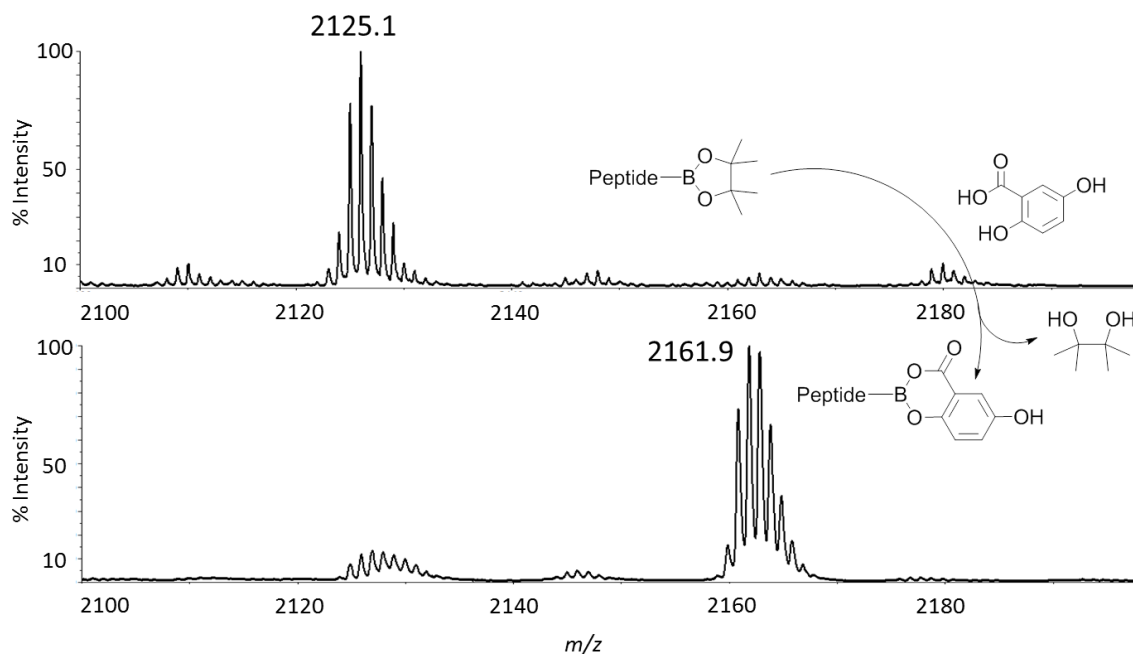 2125.1
100
50
10
% Intensity
2100
2120
2140
2160
2180
Peptide
B
O
O
O
HO
HO
OH
HO
OH
2161.9
100
50
10
% Intensity
Peptide
B
O
O
O
OH
2100
2120
2140
2160
2180
m/z